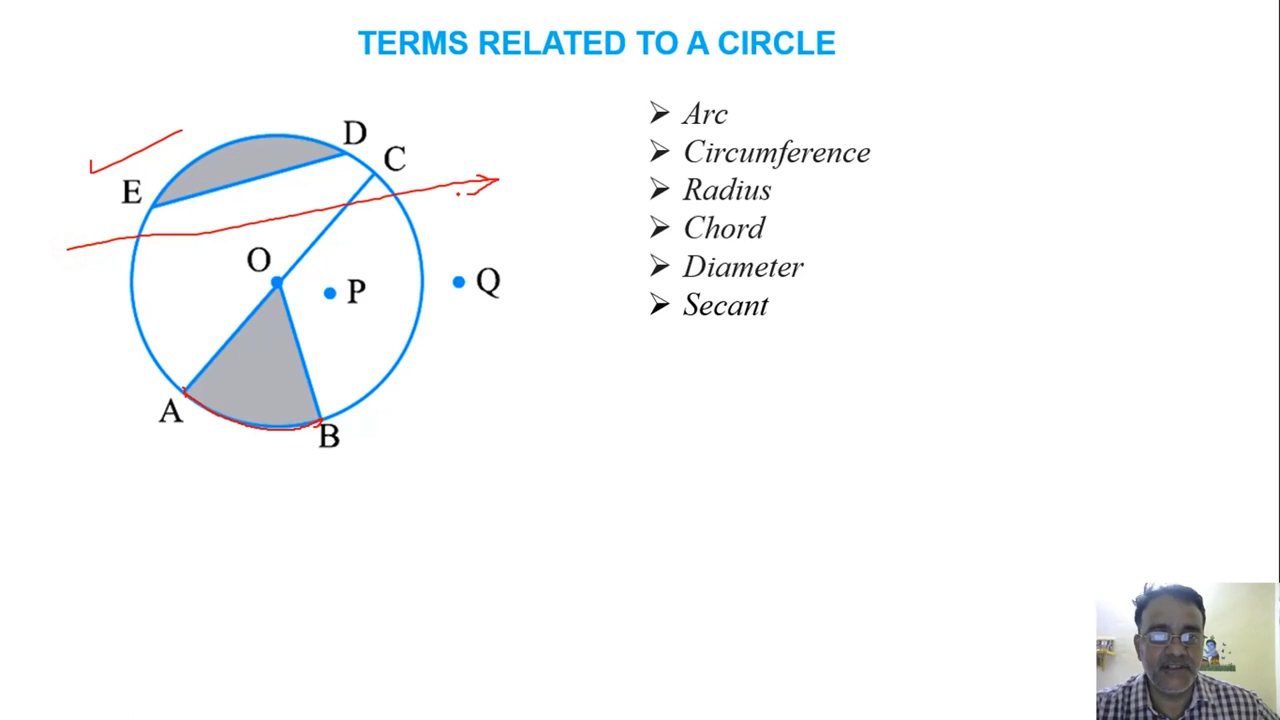 TERMS RELATED TO A CIRCLE
D
C
E
O
P
Q
A
B
➢ Arc
➢ Circumference
➢ Radius
➢ Chord
➢ Diameter
➢ Secant